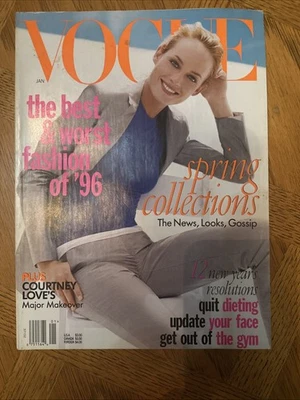 VOGUE
JAN
the best
& worst
fashion
of '96
spring
collections
The News, Looks, Gossip
PLUS
COURTNEY
LOVE'S
Major Makeover
new year's
resolutions
quit dieting
update your face
get out of the gym